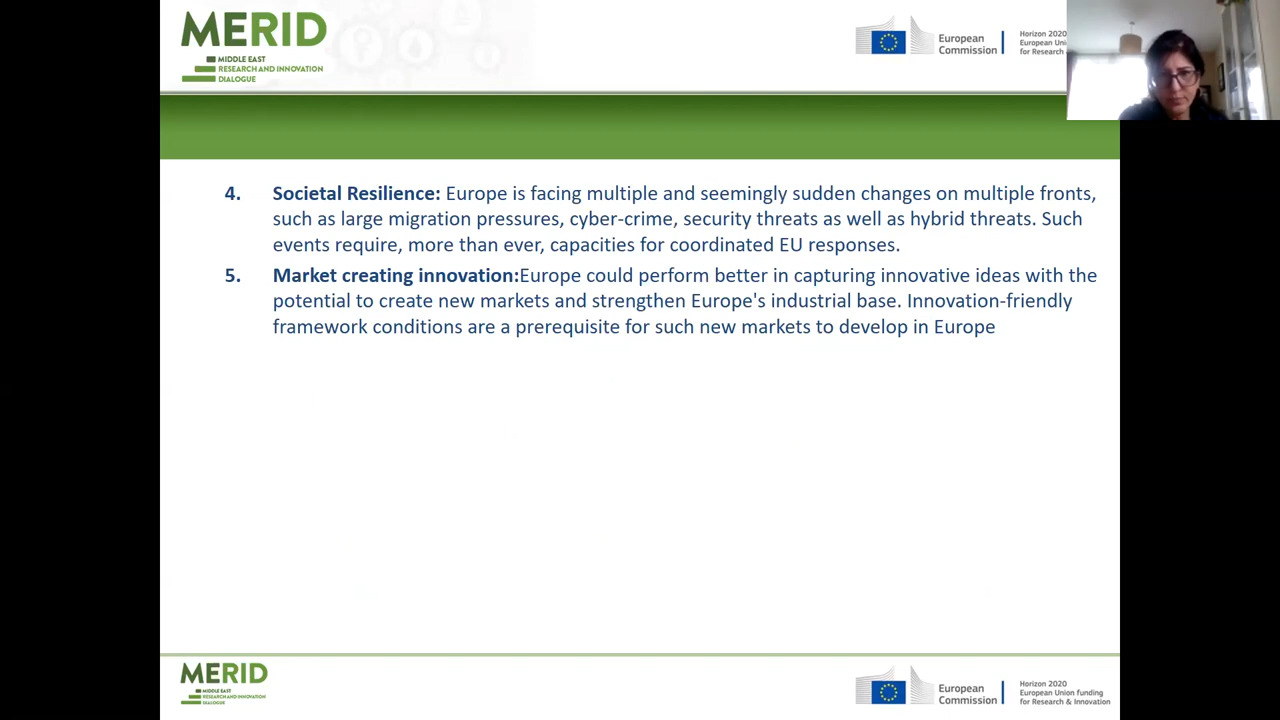 MERID
MIDDLE EAST
RESEARCH AND INNOVATION
DIALOGUE
European
Commission
Horizon 2020
European
for Research
4. Societal Resilience: Europe is facing multiple and seemingly sudden changes on multiple fronts,
such as large migration pressures, cyber-crime, security threats as well as hybrid threats. Such
events require, more than ever, capacities for coordinated EU responses.
5. Market creating innovation:Europe could perform better in capturing innovative ideas with the
potential to create new markets and strengthen Europe's industrial base. Innovation-friendly
framework conditions are a prerequisite for such new markets to develop in Europe
MERID
MIDDLE EAST
RESEARCH AND INNOVATION
DIALOGUE
European
Commission
Horizon 2020
European Union funding
for Research & Innovation